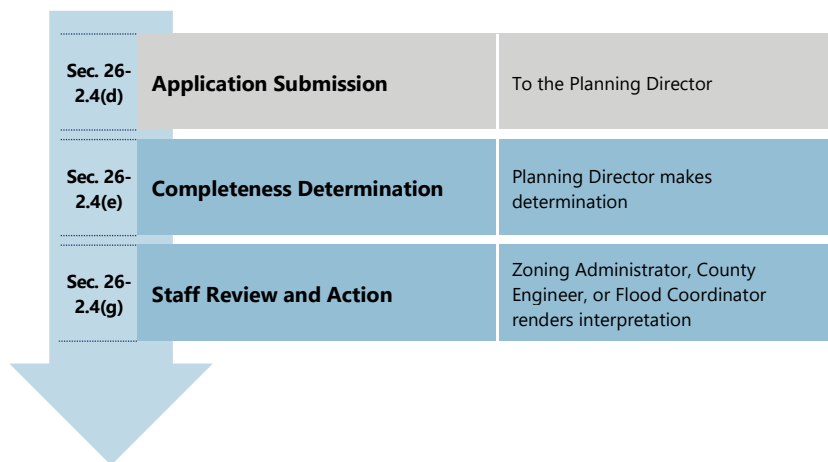 Sec. 26-
2.4(d)
Application Submission
To the Planning Director
Sec. 26-
2.4(e)
Completeness Determination
Planning Director makes
determination
Sec. 26-
2.4(g)
Staff Review and Action
Zoning Administrator, County
Engineer, or Flood Coordinator
renders interpretation